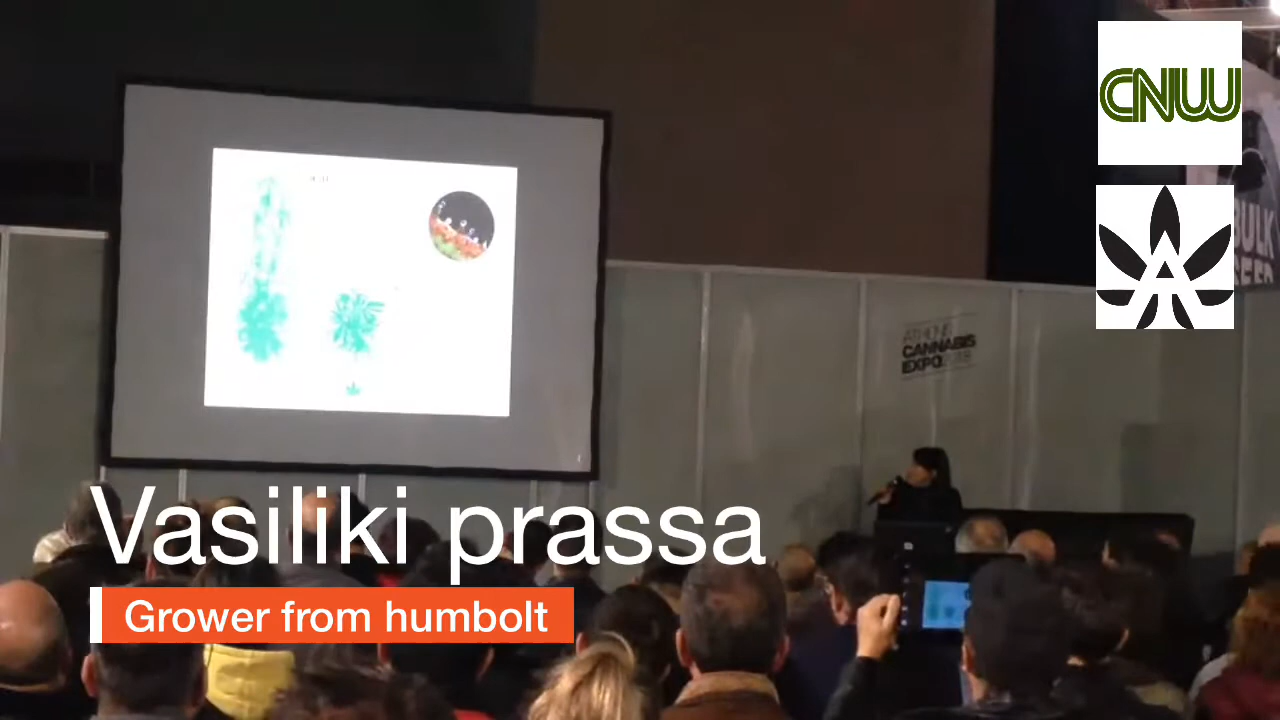 CNW
BULK
SEED
ATHENS
CANNABIS
EXPO
Vasiliki prassa
Grower from humbolt